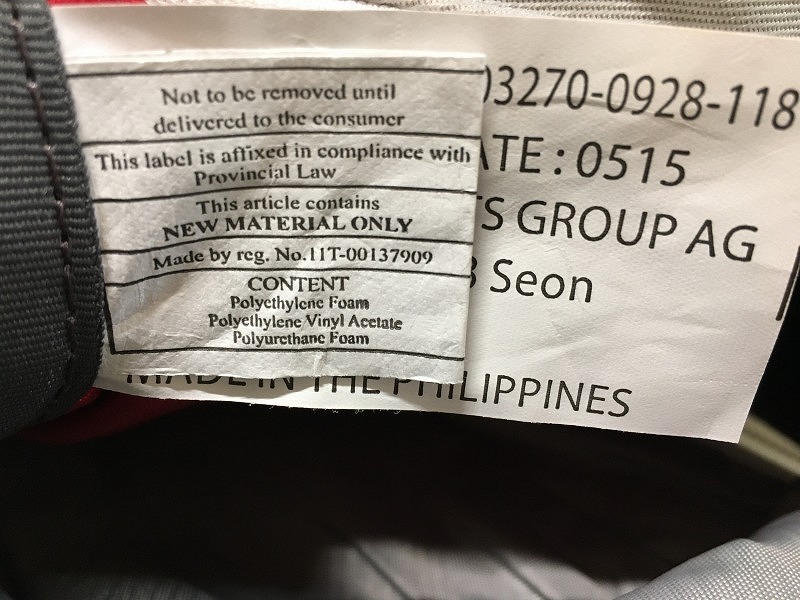 Not to be removed until
delivered to the consumer
This label is affixed in compliance with
Provincial Law
This article contains
NEW MATERIAL ONLY
Made by reg. No.11T-00137909
CONTENT
Polyethylene Foam
Polyethylene Vinyl Acetate
Polyurethane Foam
03270-0928-118
ATE : 0515
TS GROUP AG
Seon
MADE IN THE PHILIPPINES